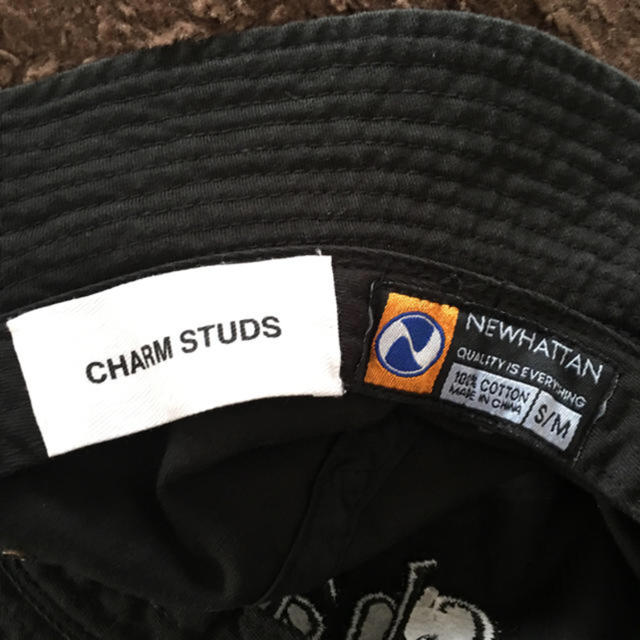 CHARM STUDS
NEWHATTAN
QUALITY IS EVERYTHING
100% COTTON
MADE IN CHINA
S/M